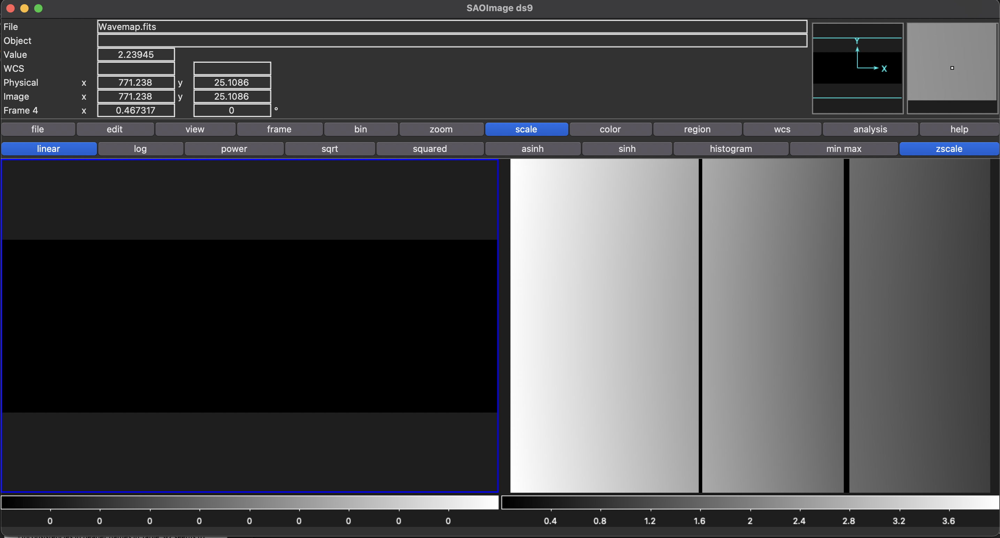 SAOImage ds9
File Wavemap.fits
Object
Value 2.23945
WCS
Physical x 771.238 y 25.1086
Image x 771.238 y 25.1086
Frame 4 x 0.467317 0 °
Y
X
file edit view frame bin zoom scale color region wcs analysis help
linear log power sqrt squared asinh sinh histogram min max zscale
0 0 0 0 0 0 0 0 0
0.4 0.8 1.2 1.6 2 2.4 2.8 3.2 3.6